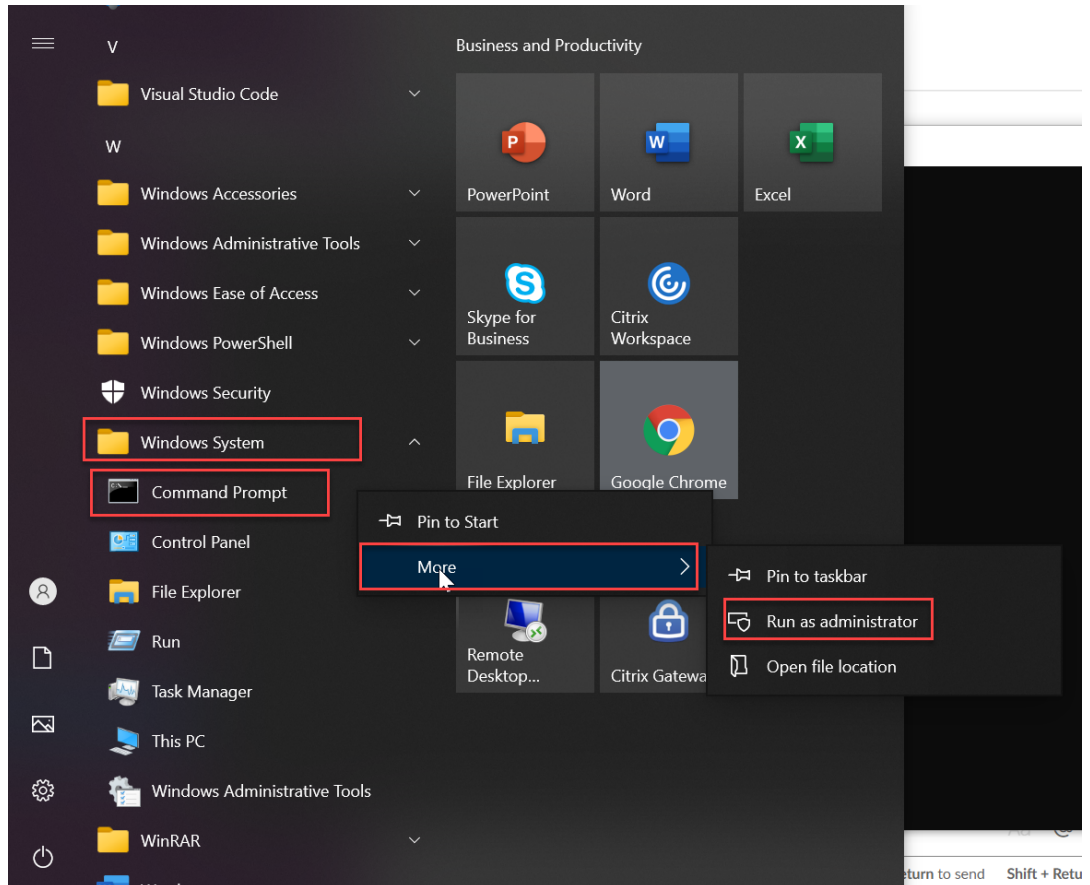 V
Visual Studio Code
W
Windows Accessories
Windows Administrative Tools
Windows Ease of Access
Windows PowerShell
Windows Security
Windows System
Command Prompt
Control Panel
File Explorer
Run
Task Manager
This PC
Windows Administrative Tools
WinRAR
Business and Productivity
PowerPoint
Word
Excel
Skype for
Business
Citrix
Workspace
File Explorer
Google Chrome
Remote
Desktop...
Citrix Gatewa
Pin to Start
More
Pin to taskbar
Run as administrator
Open file location
eturn to send Shift + Retu